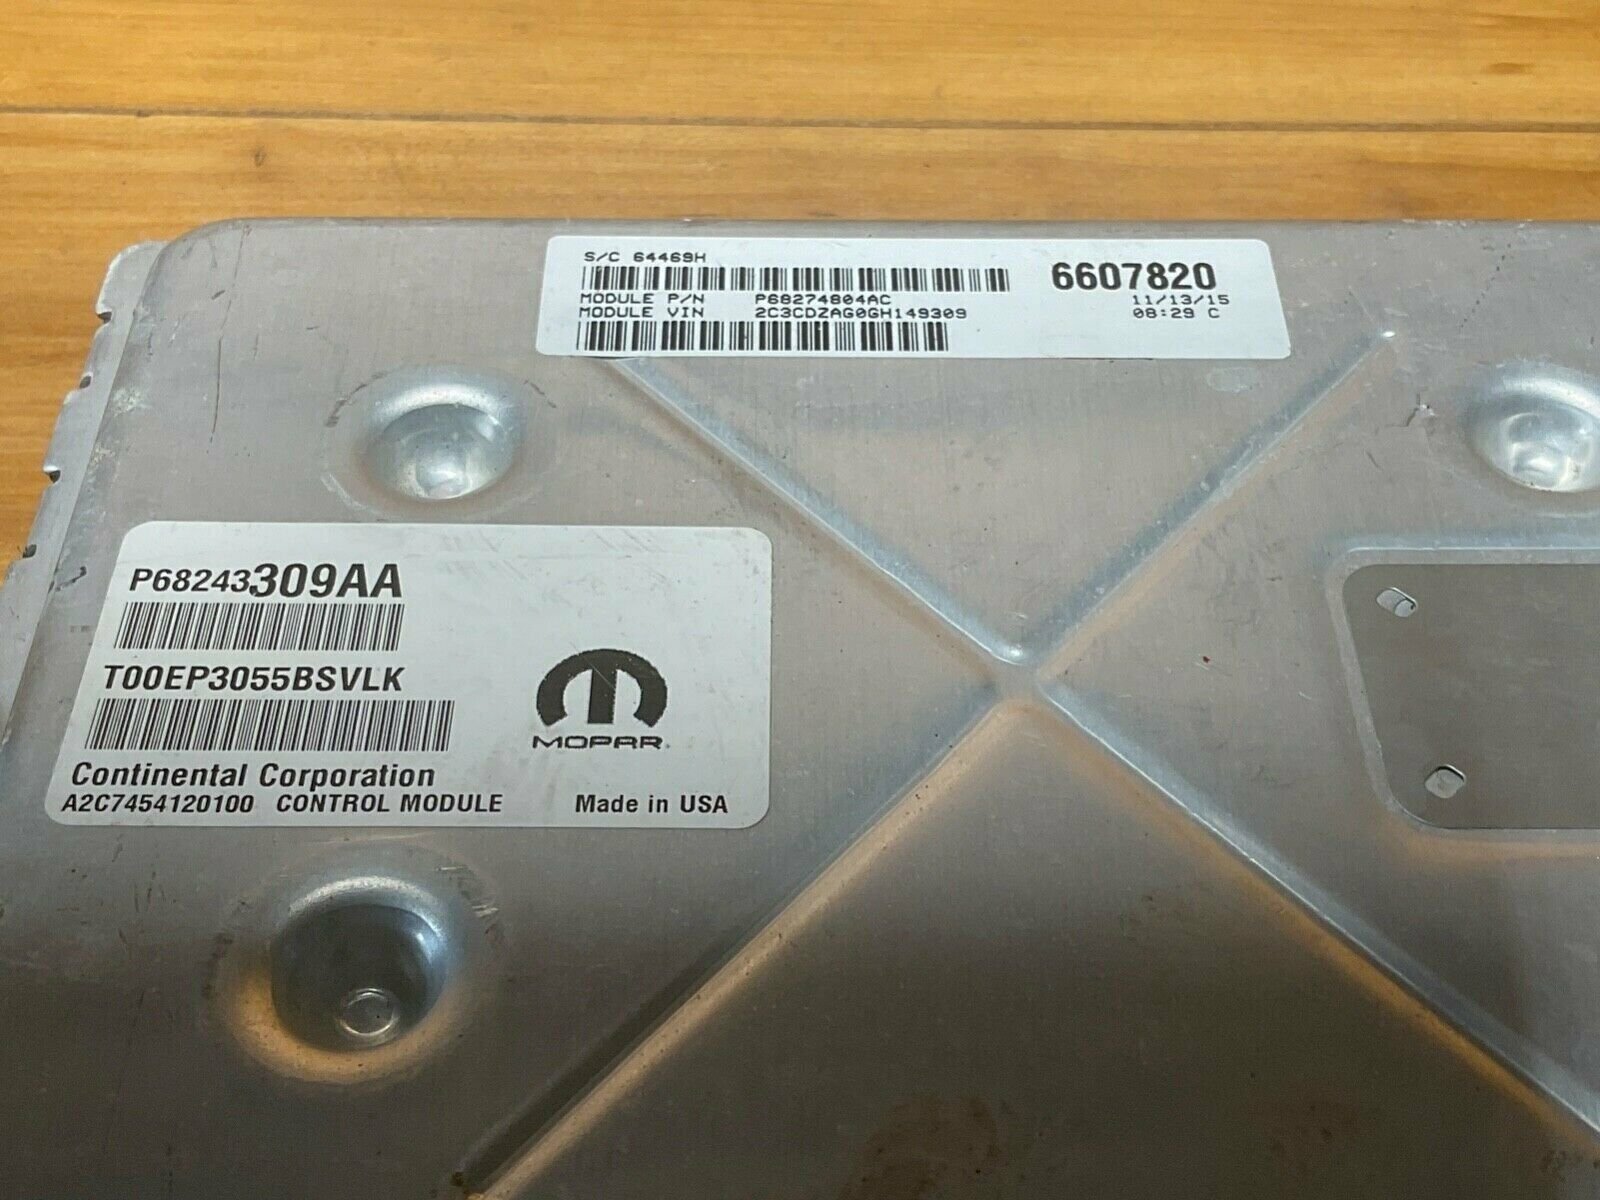 S/C 64469H
6607820
MODULE P/N P68274804AC
11/13/15
MODULE VIN 2C3CDZAG0GH149309
08:29 C
P68243309AA
T00EP3055BSVLK
MOPAR
Continental Corporation
A2C7454120100 CONTROL MODULE Made in USA